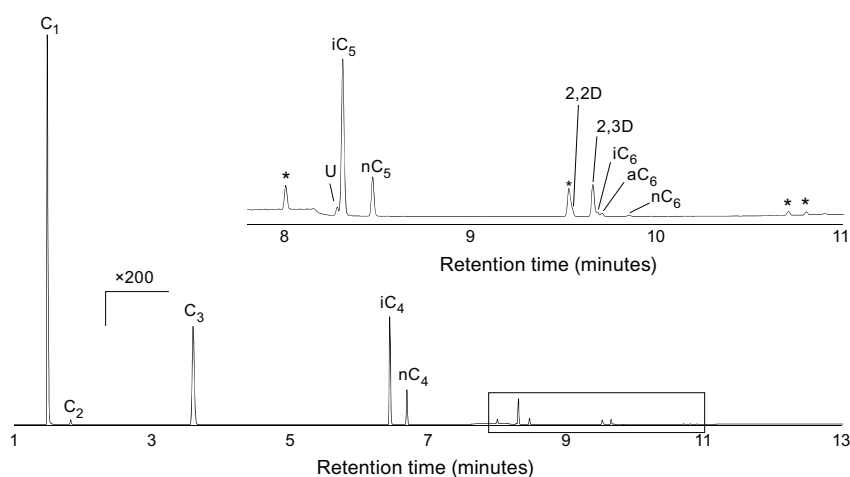 C1
iC5
2,2D
2,3D
* U nC5 * iC6
aC6
nC6
* *
8 9 10 11
Retention time (minutes)
×200
C3
iC4
nC4
C2
1 3 5 7 9 11 13
Retention time (minutes)